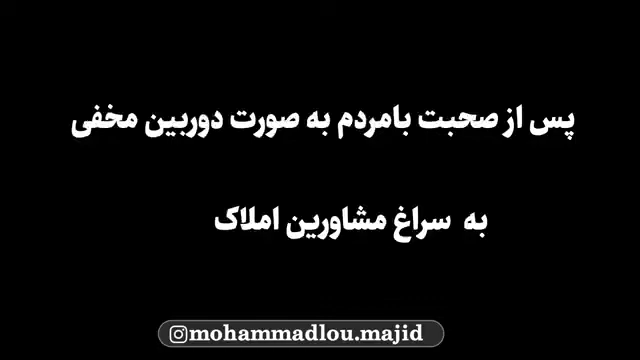 پس از صحبت بامردم به صورت دوربین مخفی
به سراغ مشاورین املاک
mohammadlou.majid